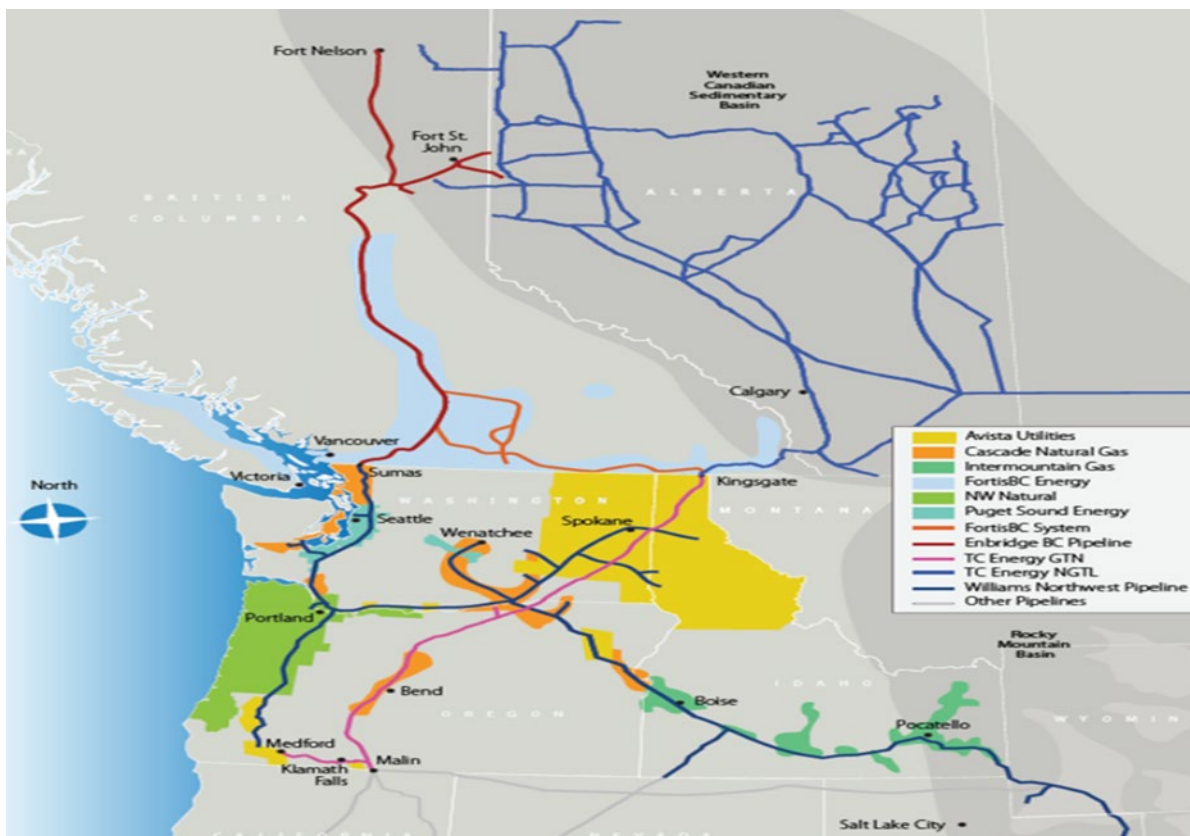 Fort Nelson
Western
Canadian
Sedimentary
Basin
Fort St.
John
BRITISH
COLUMBIA
ALBERTA
Calgary
Vancouver
Sumas
Victoria
Kingsgate
North
WASHINGTON
MONTANA
Seattle
Wenatchee
Spokane
Avista Utilities
Cascade Natural Gas
Intermountain Gas
FortisBC Energy
NW Natural
Puget Sound Energy
FortisBC System
Enbridge BC Pipeline
TC Energy GTN
TC Energy NGTL
Williams Northwest Pipeline
Other Pipelines
Portland
Rocky
Mountain
Basin
Bend
OREGON
Boise
IDAHO
Pocatello
WYOMIN
Medford
Klamath
Falls
Malin
Salt Lake City
CALIFORNIA
NEVADA